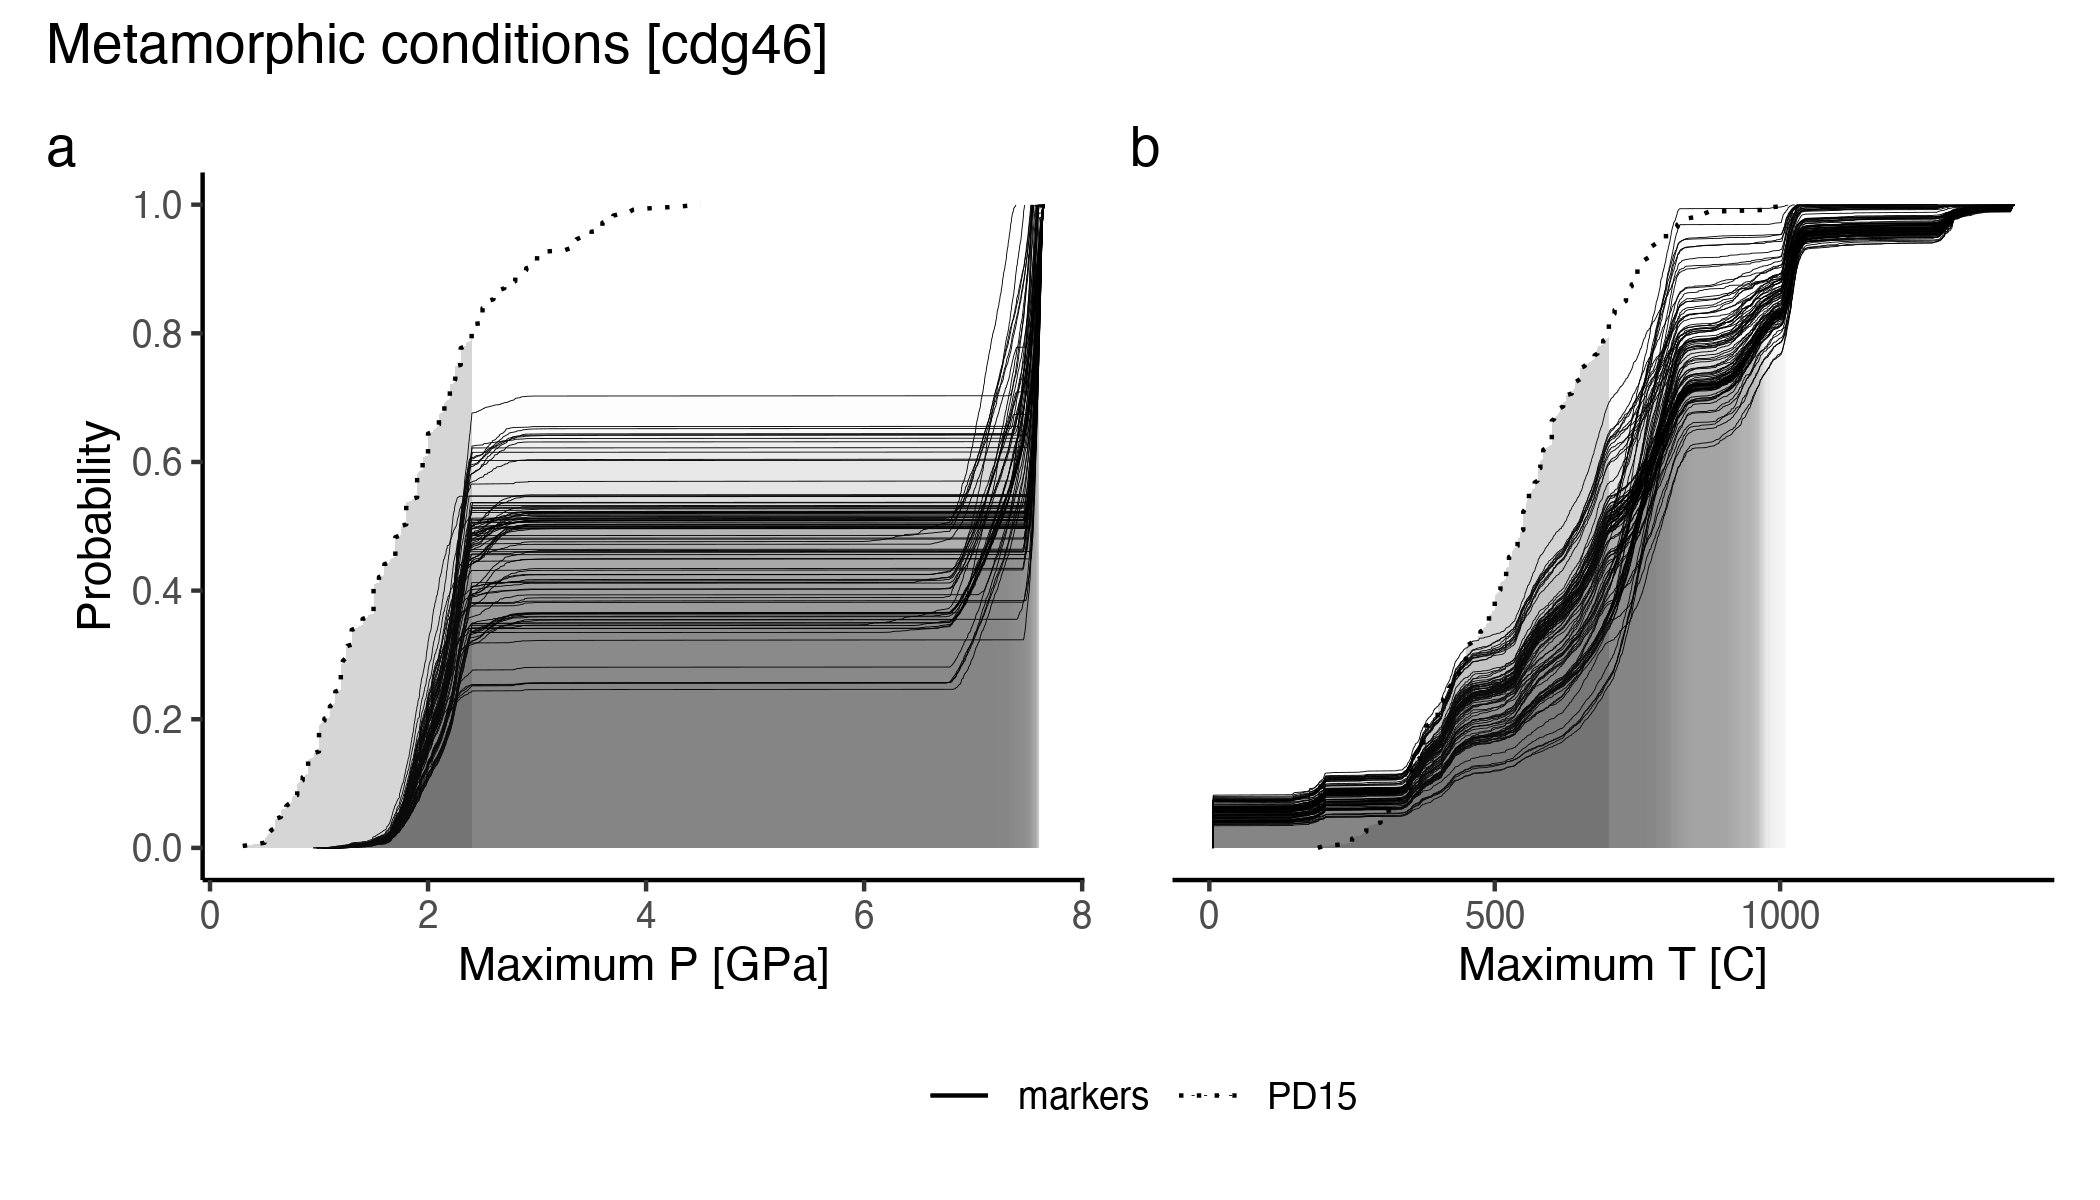 Metamorphic conditions [cdg46]
a
b
1.0
0.8
0.6
0.4
0.2
0.0
Probability
0 2 4 6 8
0 500 1000
Maximum P [GPa]
Maximum T [C]
markers PD15